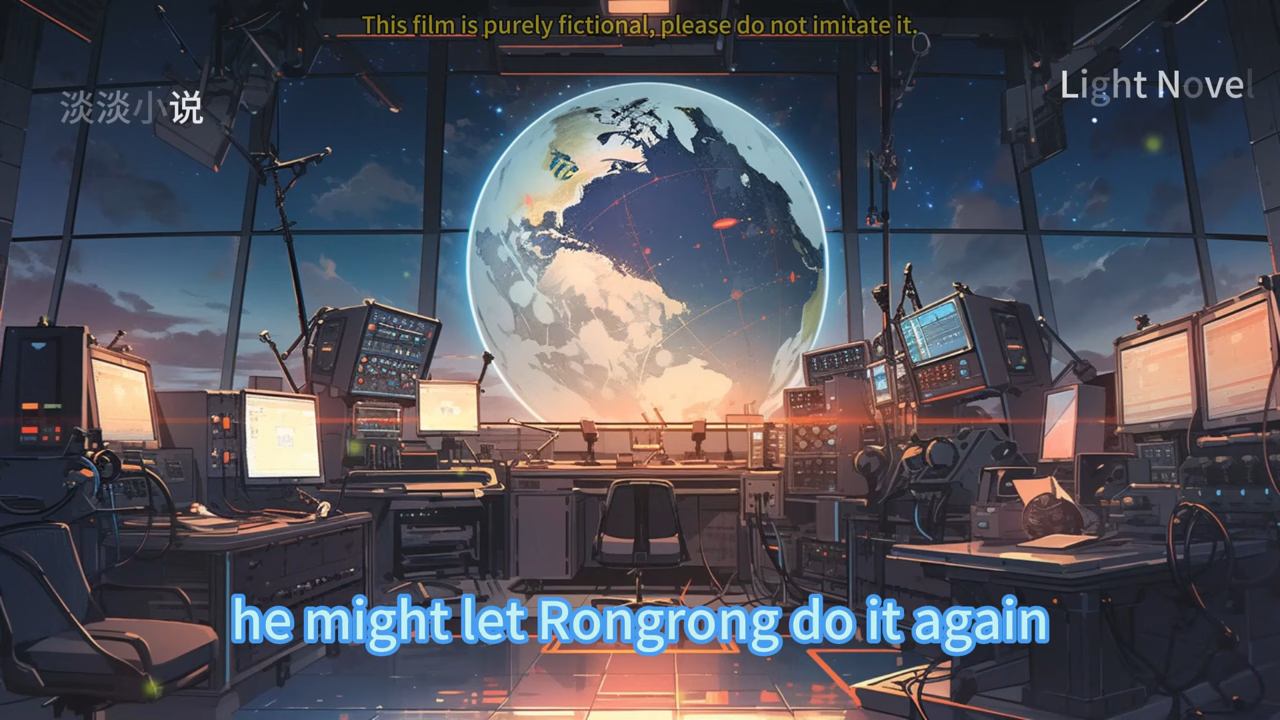 This film is purely fictional, please do not imitate it.
淡淡小说
Light Novel
he might let Rongrong do it again